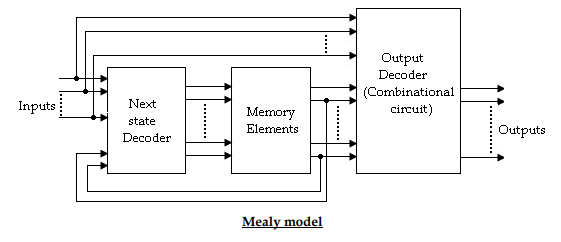 Inputs
Next
state
Decoder
Memory
Elements
Output
Decoder
(Combinational
circuit)
Outputs
Mealy model